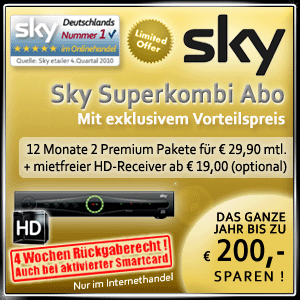 sky
Deutschlands
Nummer 1
im Onlinehandel
Quelle: Sky etailer 4.Quartal 2010
Limited
Offer
sky
Sky Superkombi Abo
Mit exklusivem Vorteilspreis
12 Monate 2 Premium Pakete für € 29,90 mtl.
+ mietfreier HD-Receiver ab € 19,00 (optional)
sky
HD
4 Wochen Rückgaberecht !
Auch bei aktivierter Smartcard
Nur im Internethandel
DAS GANZE
JAHR BIS ZU
€ 200,-
SPAREN !